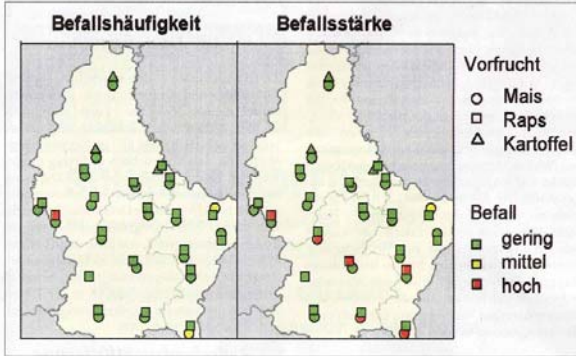 Befallshäufigkeit
Befallsstärke
Vorfrucht
Mais
Raps
Kartoffel
Befall
gering
mittel
hoch